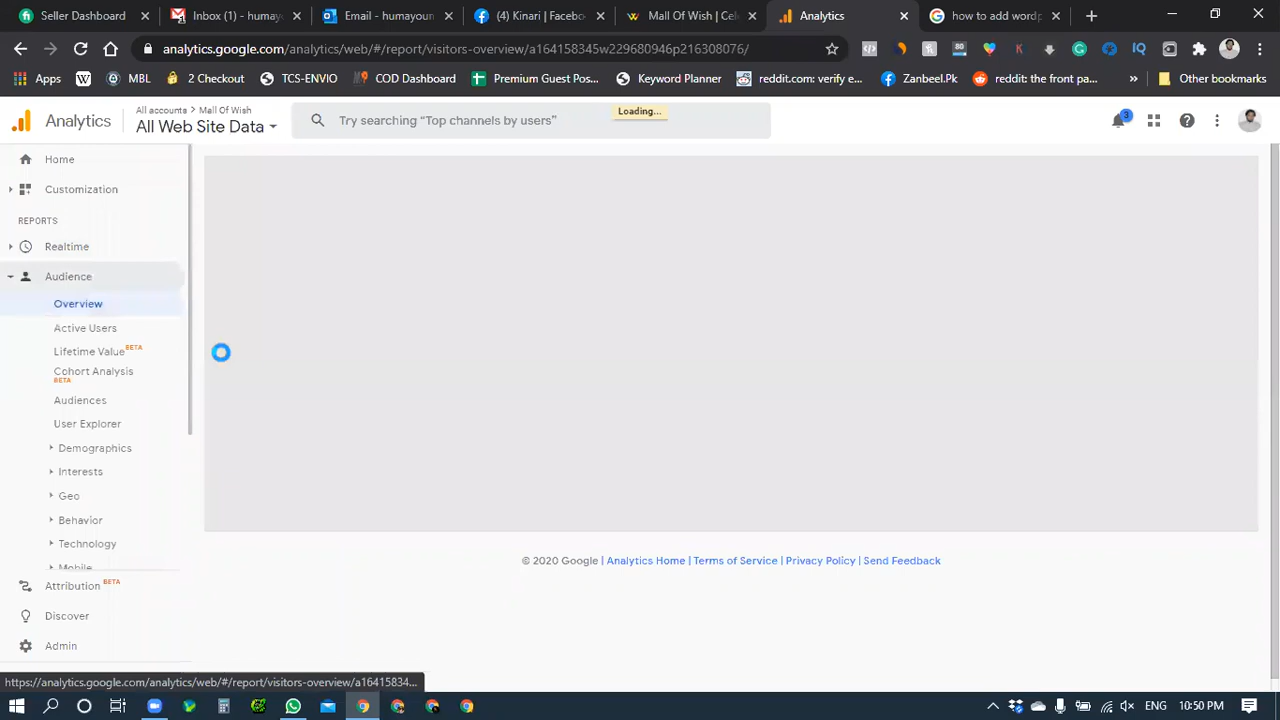 Seller Dashboard
Inbox () - humay
Email - humayoun
(4) Kinari | Facebo
Mall Of Wish | Cel
Analytics
how to add wordp
analytics.google.com/analytics/web/#/report/visitors-overview/a164158345w229680946p216308076/
Apps
MBL
2 Checkout
TCS-ENVIO
COD Dashboard
Premium Guest Pos...
Keyword Planner
reddit.com: verify e...
Zanbeel.Pk
reddit the front pa...
Other bookmarks
Analytics
All accounts > Mall Of Wish
All Web Site Data
Try searching "Top channels by users"
Loading...
3
Home
Customization
REPORTS
Realtime
Audience
Overview
Active Users
Lifetime Value BETA
Cohort Analysis
BETA
Audiences
User Explorer
Demographics
Interests
Geo
Behavior
Technology
Mobile
Attribution BETA
Discover
Admin
© 2020 Google | Analytics Home | Terms of Service | Privacy Policy | Send Feedback
https://analytics.google.com/analytics/web/#/report/visitors-overview/a16415834...
ENG
10:50 PM